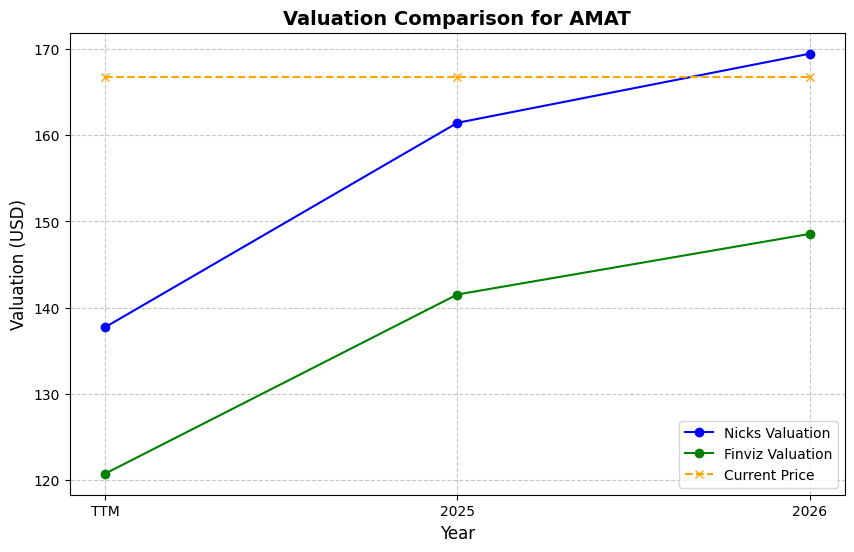 Valuation Comparison for AMAT
Valuation (USD)
170
160
150
140
130
120
TTM
2025
2026
Year
Nicks Valuation
Finviz Valuation
Current Price